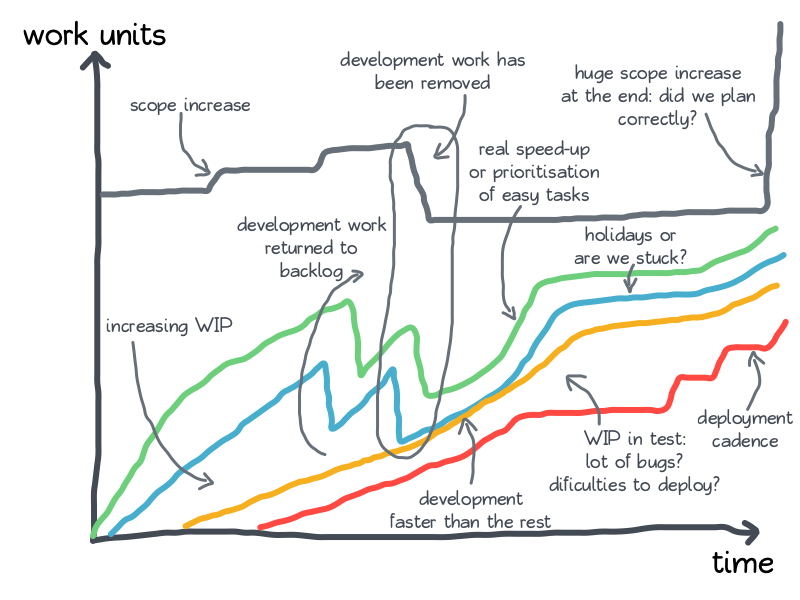 work units
development work has
been removed
huge scope increase
at the end: did we plan
correctly?
scope increase
real speed-up
or prioritisation
of easy tasks
development work
returned to
backlog
holidays or
are we stuck?
increasing WIP
deployment
cadence
WIP in test:
lot of bugs?
dificulties to deploy?
development
faster than the rest
time